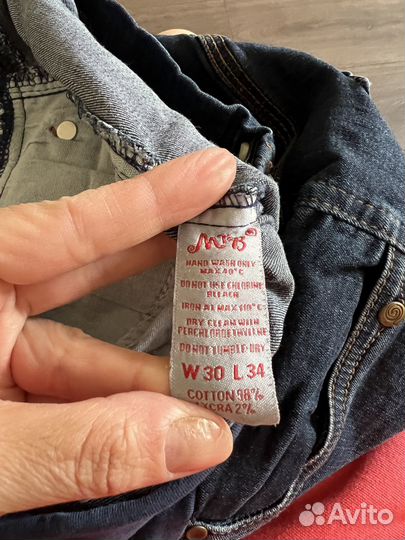 MrB
HAND WASH ONLY
MAX 40°C
DO NOT USE CHLORINE
BLEACH
IRON AT MAX 110°C
DRY CLEAN WITH
PERCHLORETHYLENE
DO NOT TUMBLE-DRY
W 30 L 34
COTTON 98%
LYCRA 2%
Avito